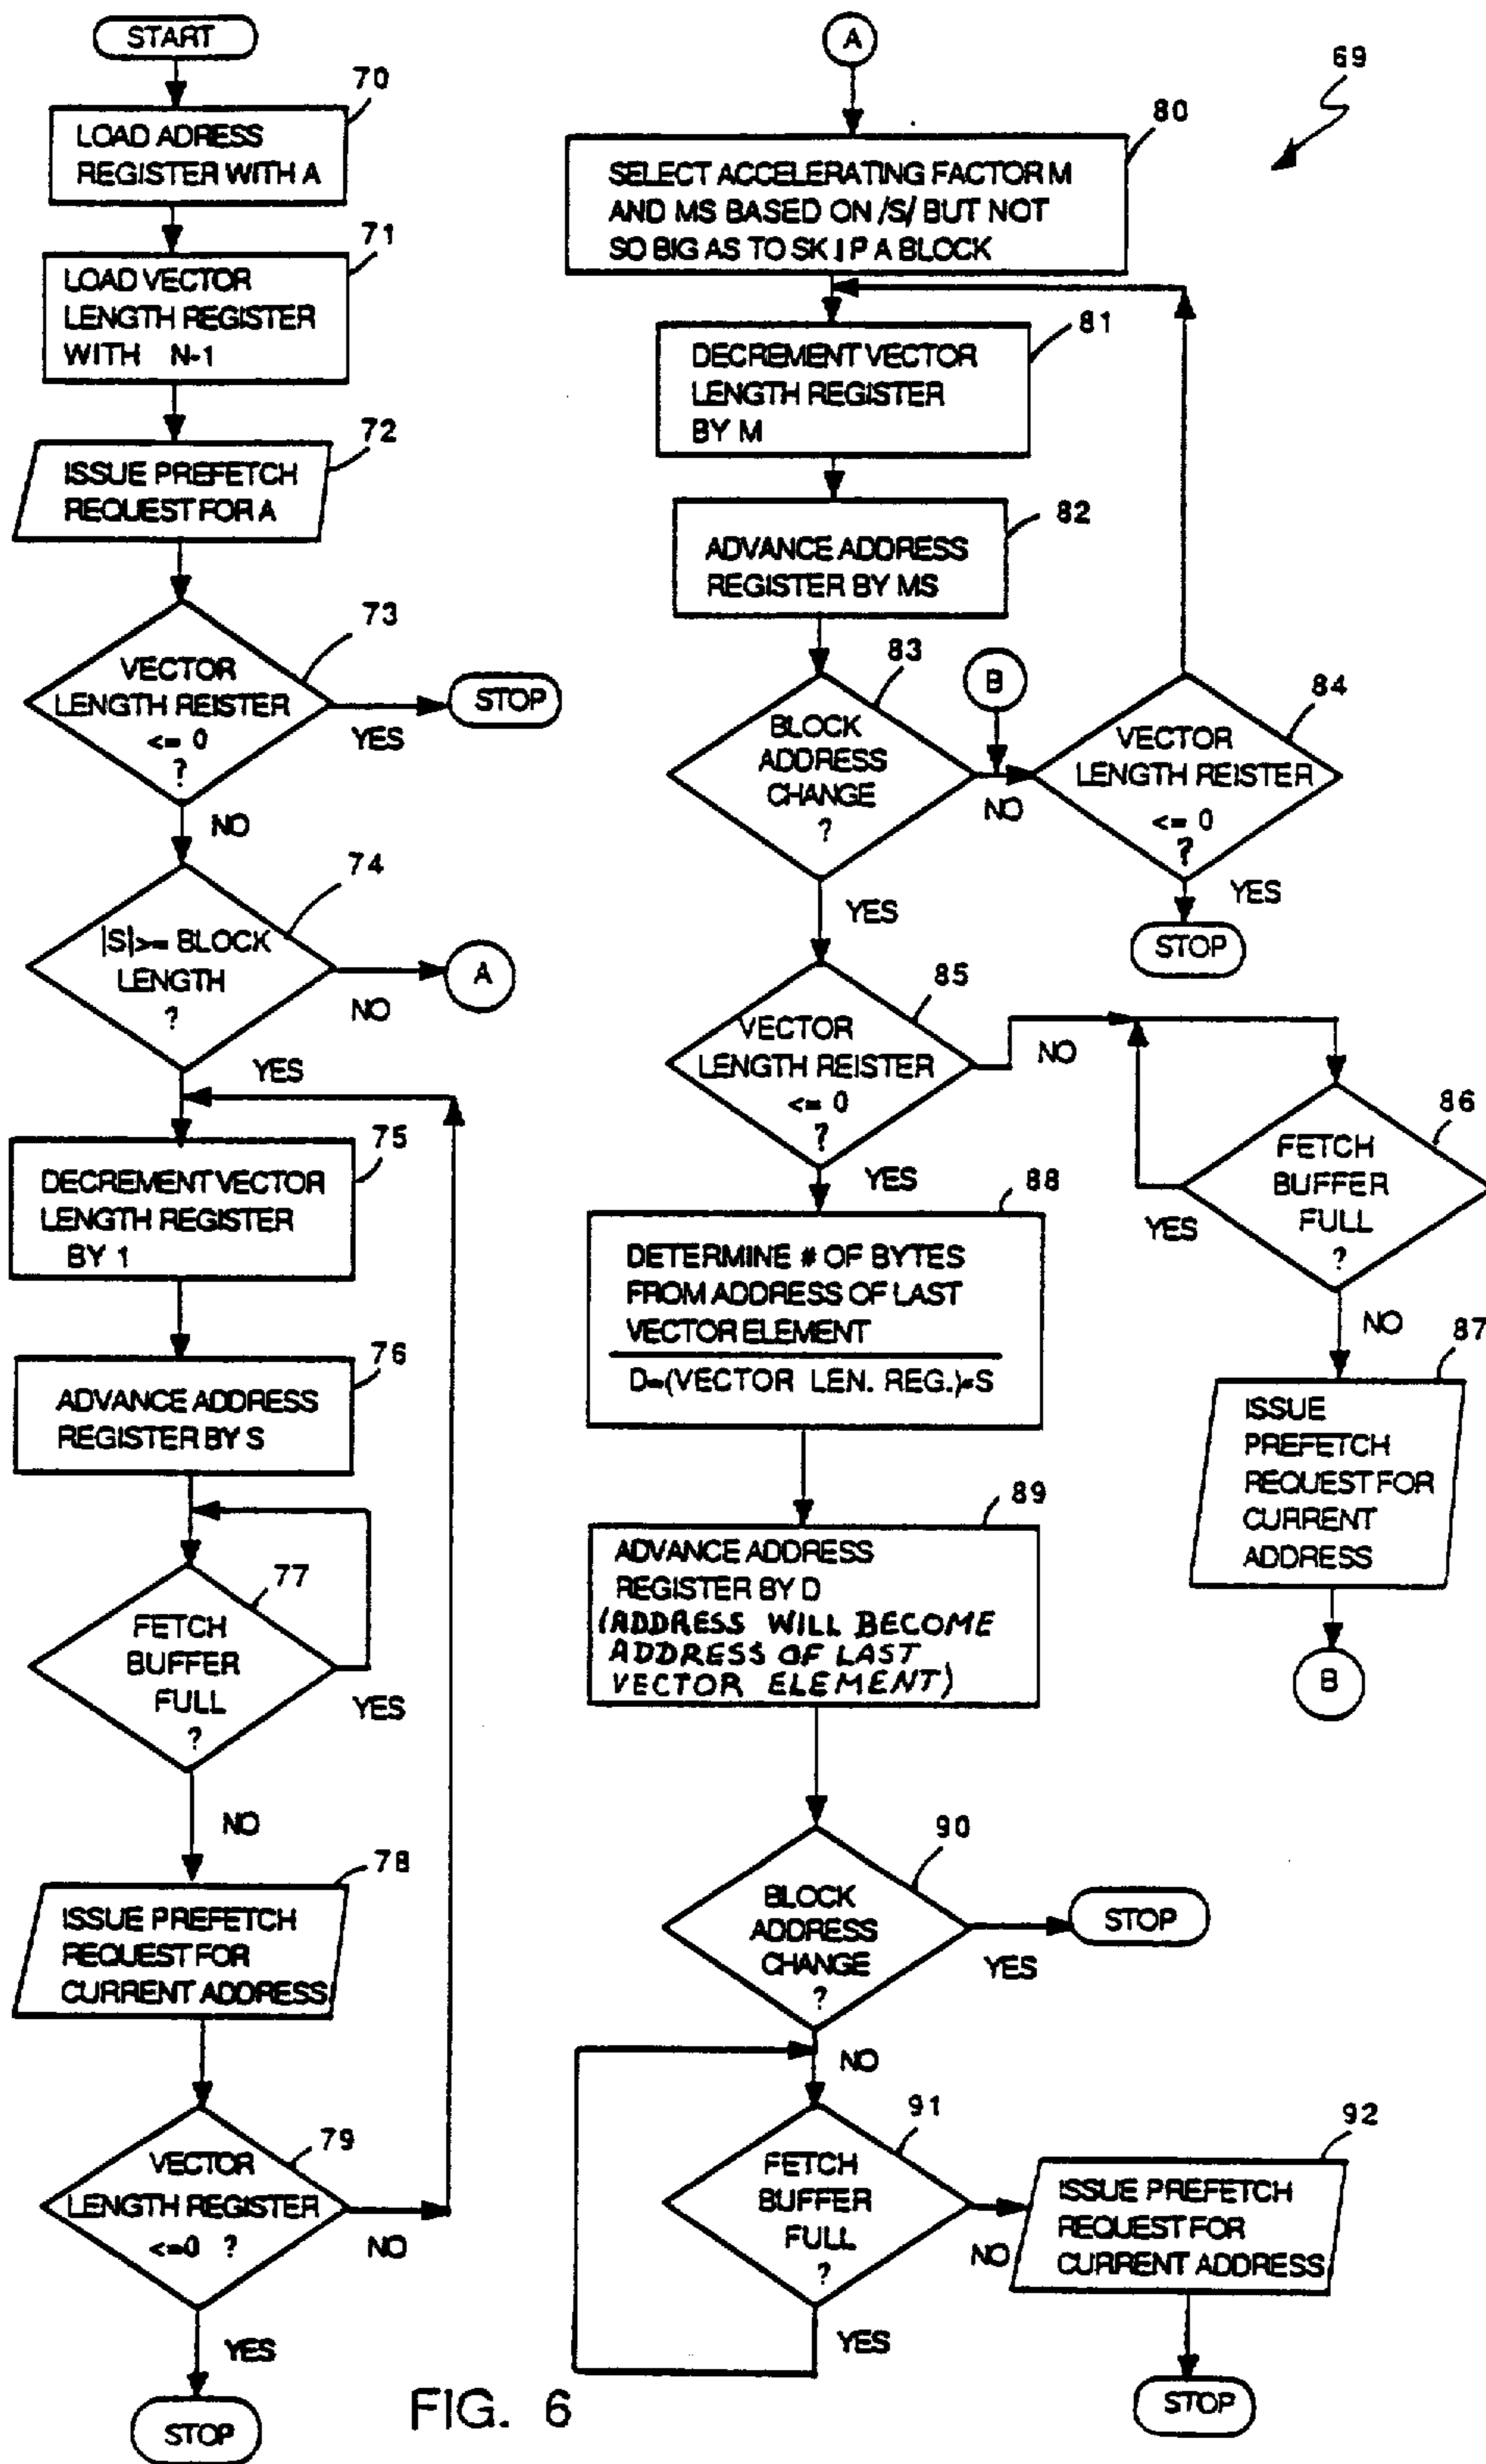 START
70
LOAD ADRESS
REGISTER WITH A
71
LOAD VECTOR
LENGTH REGISTER
WITH N-1
72
ISSUE PREFETCH
REQUEST FOR A
73
VECTOR
LENGTH REISTER
<= 0
?
YES
STOP
NO
74
|S|>= BLOCK
LENGTH
?
NO
A
YES
75
DECREMENT VECTOR
LENGTH REGISTER
BY 1
76
ADVANCE ADDRESS
REGISTER BY S
77
FETCH
BUFFER
FULL
?
YES
NO
78
ISSUE PREFETCH
REQUEST FOR
CURRENT ADDRESS
79
VECTOR
LENGTH REGISTER
<=0 ?
NO
YES
STOP
A
69
80
SELECT ACCELERATING FACTOR M
AND MS BASED ON /S/ BUT NOT
SO BIG AS TO SKIP A BLOCK
81
DECREMENT VECTOR
LENGTH REGISTER
BY M
82
ADVANCE ADDRESS
REGISTER BY MS
83
BLOCK
ADDRESS
CHANGE
?
B
NO
84
VECTOR
LENGTH REISTER
<= 0
?
YES
STOP
YES
85
VECTOR
LENGTH REISTER
<= 0
?
NO
86
FETCH
BUFFER
FULL
?
YES
NO
87
ISSUE
PREFETCH
REQUEST FOR
CURRENT
ADDRESS
B
YES
88
DETERMINE # OF BYTES
FROM ADDRESS OF LAST
VECTOR ELEMENT
D=(VECTOR LEN. REG.)*S
89
ADVANCE ADDRESS
REGISTER BY D
(ADDRESS WILL BECOME
ADDRESS OF LAST
VECTOR ELEMENT)
90
BLOCK
ADDRESS
CHANGE
?
YES
STOP
NO
91
FETCH
BUFFER
FULL
?
YES
NO
92
ISSUE PREFETCH
REQUEST FOR
CURRENT ADDRESS
STOP
FIG. 6